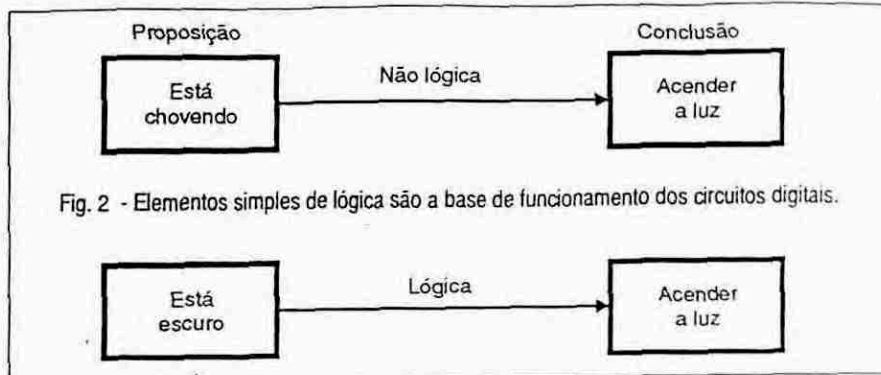 Proposição
Conclusão
Está
chovendo
Não lógica
Acender
a luz
Fig. 2 - Elementos simples de lógica são a base de funcionamento dos circuitos digitais.
Está
escuro
Lógica
Acender
a luz